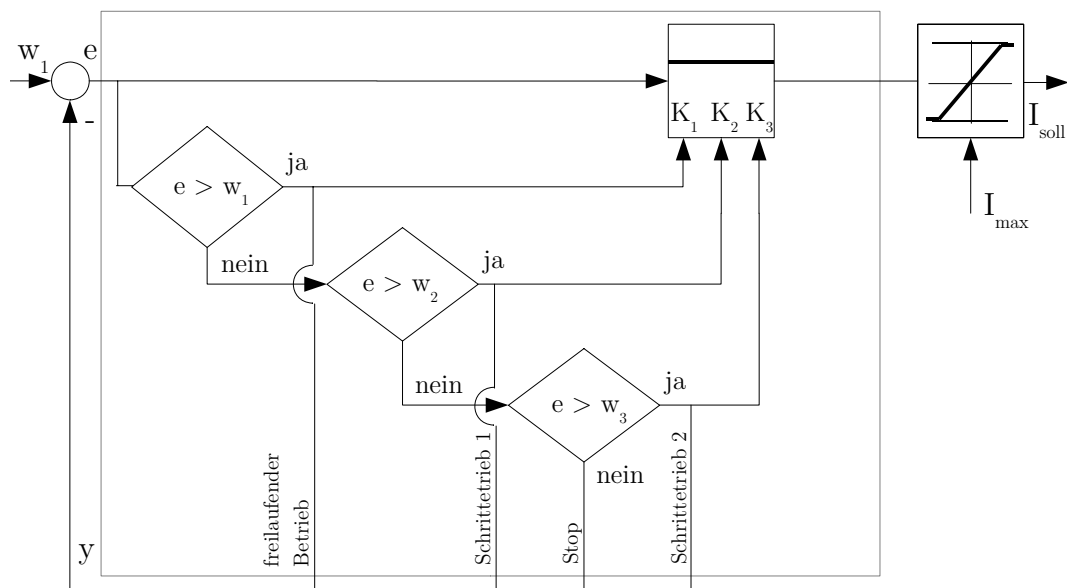 w1
e
-
K1 K2 K3
Isoll
Imax
e > w1
ja
nein
e > w2
ja
nein
e > w3
ja
nein
freilaufender
Betrieb
Schrittetrieb 1
Stop
Schrittetrieb 2
y